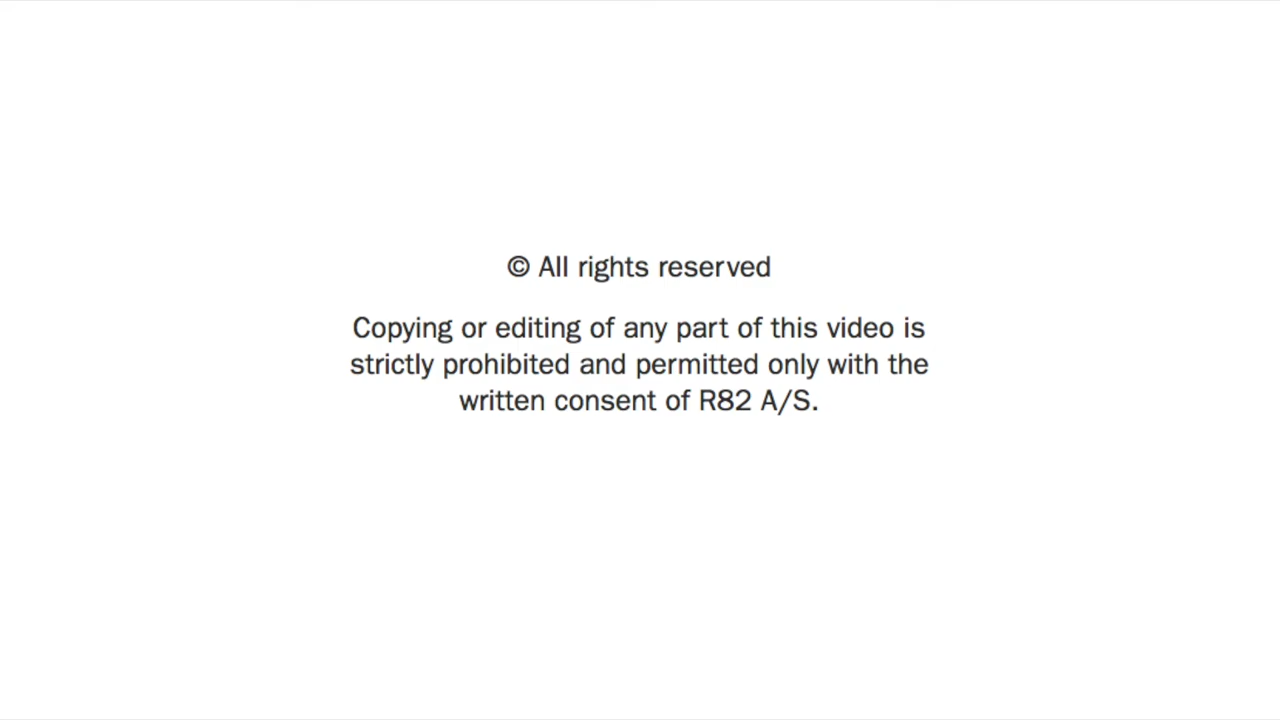 © All rights reserved
Copying or editing of any part of this video is
strictly prohibited and permitted only with the
written consent of R82 A/S.